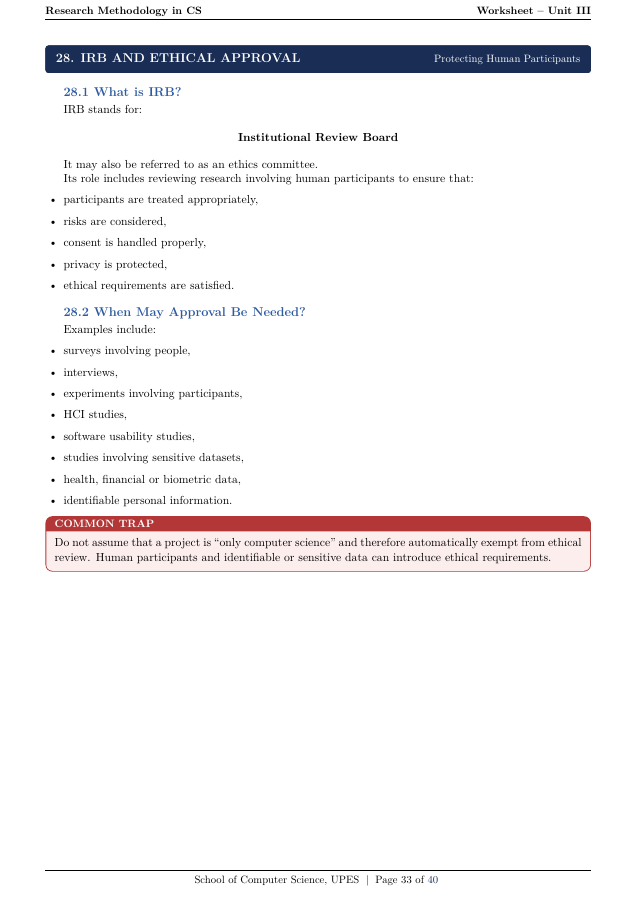 Research Methodology in CS Worksheet – Unit III
28. IRB AND ETHICAL APPROVAL Protecting Human Participants
28.1 What is IRB?
IRB stands for:
Institutional Review Board
It may also be referred to as an ethics committee.
Its role includes reviewing research involving human participants to ensure that:
• participants are treated appropriately,
• risks are considered,
• consent is handled properly,
• privacy is protected,
• ethical requirements are satisfied.
28.2 When May Approval Be Needed?
Examples include:
• surveys involving people,
• interviews,
• experiments involving participants,
• HCI studies,
• software usability studies,
• studies involving sensitive datasets,
• health, financial or biometric data,
• identifiable personal information.
COMMON TRAP
Do not assume that a project is “only computer science” and therefore automatically exempt from ethical
review. Human participants and identifiable or sensitive data can introduce ethical requirements.
School of Computer Science, UPES | Page 33 of 40